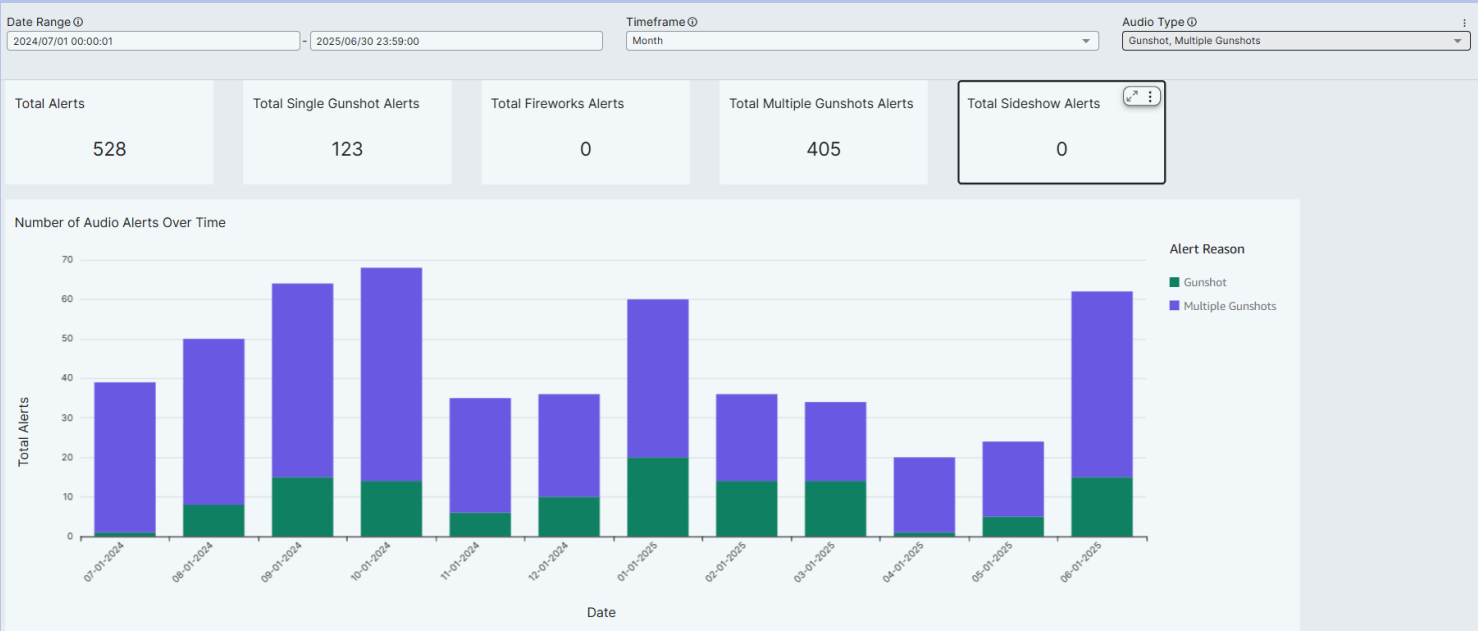 Date Range
Timeframe
Audio Type
2024/07/01 00:00:01 - 2025/06/30 23:59:00
Month
Gunshot, Multiple Gunshots
Total Alerts
528
Total Single Gunshot Alerts
123
Total Fireworks Alerts
0
Total Multiple Gunshots Alerts
405
Total Sideshow Alerts
0
Number of Audio Alerts Over Time
Total Alerts
70
60
50
40
30
20
10
0
07-01-2024
08-01-2024
09-01-2024
10-01-2024
11-01-2024
12-01-2024
01-01-2025
02-01-2025
03-01-2025
04-01-2025
05-01-2025
06-01-2025
Date
Alert Reason
Gunshot
Multiple Gunshots